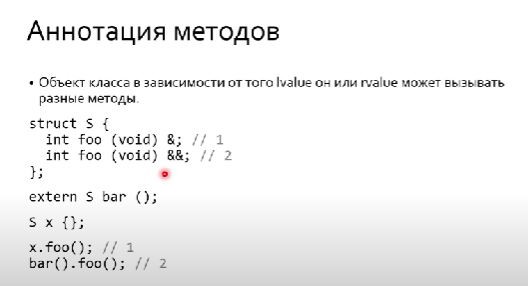 Аннотация методов
• Объект класса в зависимости от того lvalue он или rvalue может вызывать
разные методы.
struct S {
int foo (void) &; // 1
int foo (void) &&; // 2
};
extern S bar ();
S x {};
x.foo(); // 1
bar().foo(); // 2